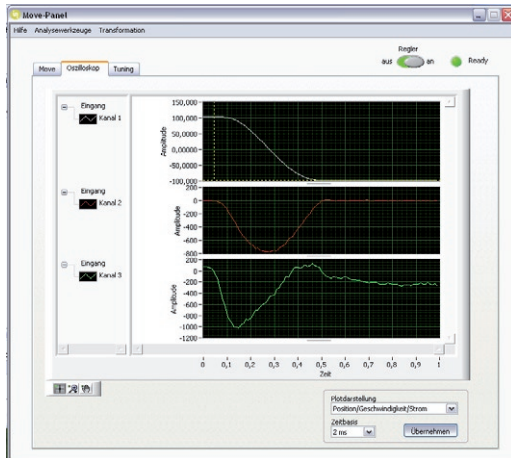 Move-Panel
Hilfe Analysewerkzeuge Transformation
Regler
aus an Ready
Move Oszilloskop Tuning
Eingang
Kanal 1
Eingang
Kanal 2
Eingang
Kanal 3
Amplitude
150,000
100,000
50,0000
0,00000
-50,0000
-100,000
Amplitude
200
0
-200
-400
-600
-800
Amplitude
200
0
-200
-400
-600
-800
-1000
-1200
0 0,1 0,2 0,3 0,4 0,5 0,6 0,7 0,8 0,9 1
Zeit
Plotdarstellung
Position/Geschwindigkeit/Strom
Zeitbasis
2 ms Übernehmen